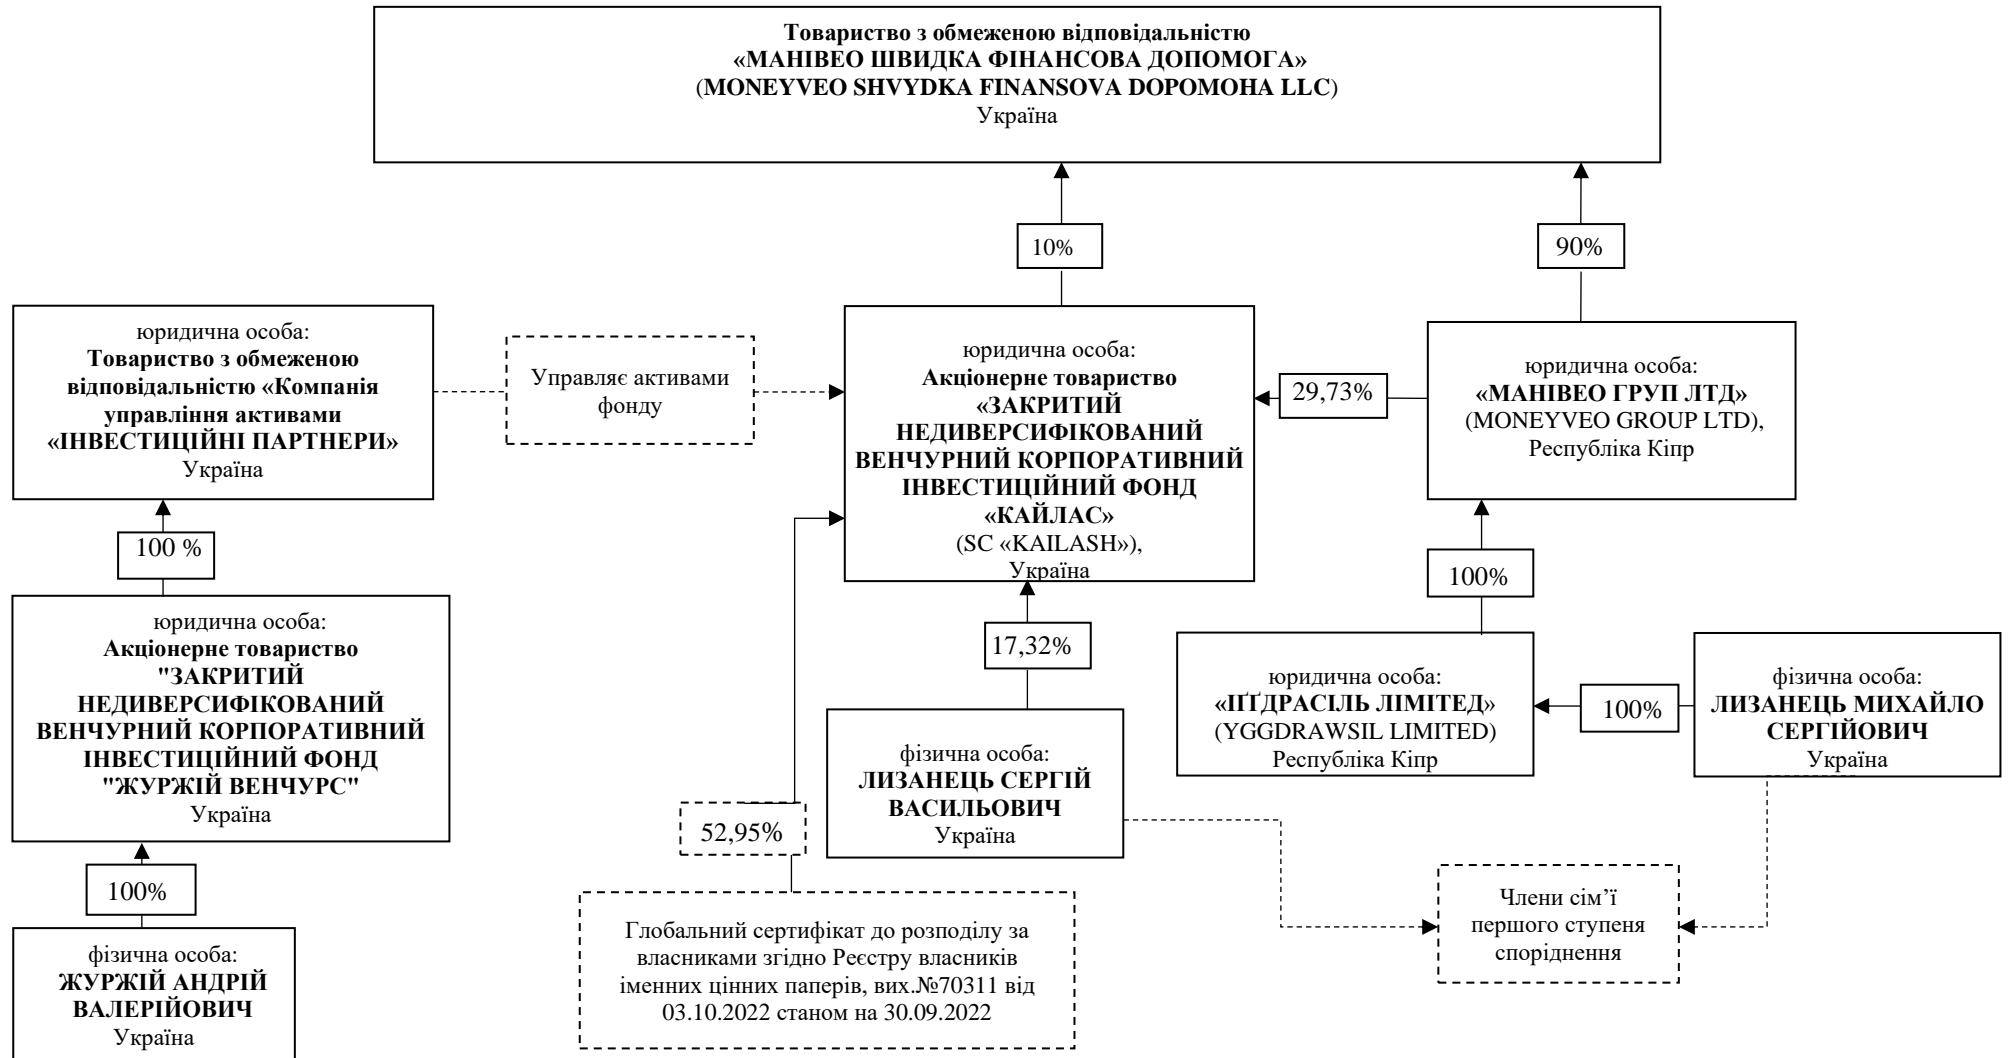 Товариство з обмеженою відповідальністю
«МАНІВЕО ШВИДКА ФІНАНСОВА ДОПОМОГА»
(MONEYVEO SHVYDKA FINANSOVA DOPOMOHA LLC)
Україна
10%
90%
юридична особа:
Товариство з обмеженою
відповідальністю «Компанія
управління активами
«ІНВЕСТИЦІЙНІ ПАРТНЕРИ»
Україна
Управляє активами
фонду
юридична особа:
Акціонерне товариство
«ЗАКРИТИЙ
НЕДИВЕРСИФІКОВАНИЙ
ВЕНЧУРНИЙ КОРПОРАТИВНИЙ
ІНВЕСТИЦІЙНИЙ ФОНД
«КАЙЛАС»
(SC «KAILASH»),
Україна
29,73%
юридична особа:
«МАНІВЕО ГРУП ЛТД»
(MONEYVEO GROUP LTD),
Республіка Кіпр
100 %
100%
юридична особа:
Акціонерне товариство
"ЗАКРИТИЙ
НЕДИВЕРСИФІКОВАНИЙ
ВЕНЧУРНИЙ КОРПОРАТИВНИЙ
ІНВЕСТИЦІЙНИЙ ФОНД
"ЖУРЖІЙ ВЕНЧУРС"
Україна
17,32%
юридична особа:
«ІҐҐДРАСІЛЬ ЛІМІТЕД»
(YGGDRAWSIL LIMITED)
Республіка Кіпр
100%
фізична особа:
ЛИЗАНЕЦЬ МИХАЙЛО
СЕРГІЙОВИЧ
Україна
фізична особа:
ЛИЗАНЕЦЬ СЕРГІЙ
ВАСИЛЬОВИЧ
Україна
52,95%
100%
Глобальний сертифікат до розподілу за
власниками згідно Реєстру власників
іменних цінних паперів, вих.№70311 від
03.10.2022 станом на 30.09.2022
Члени сім’ї
першого ступеня
споріднення
фізична особа:
ЖУРЖІЙ АНДРІЙ
ВАЛЕРІЙОВИЧ
Україна